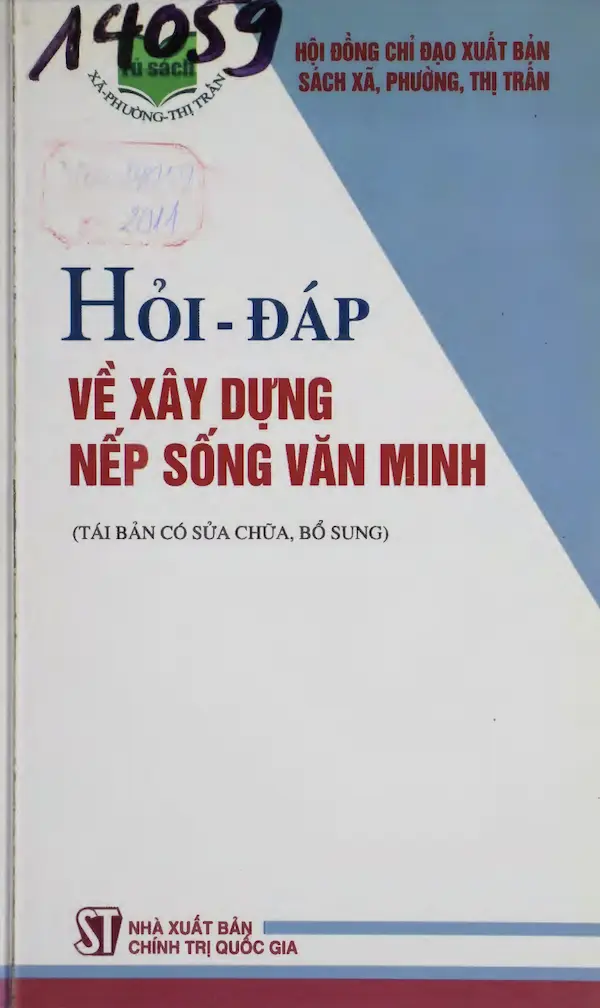 14059
HỘI ĐỒNG CHỈ ĐẠO XUẤT BẢN
SÁCH XÃ, PHƯỜNG, THỊ TRẤN
Tủ sách
XÃ-PHƯỜNG-THỊ TRẤN
2011
HỎI - ĐÁP
VỀ XÂY DỰNG
NẾP SỐNG VĂN MINH
(TÁI BẢN CÓ SỬA CHỮA, BỔ SUNG)
ST
NHÀ XUẤT BẢN
CHÍNH TRỊ QUỐC GIA